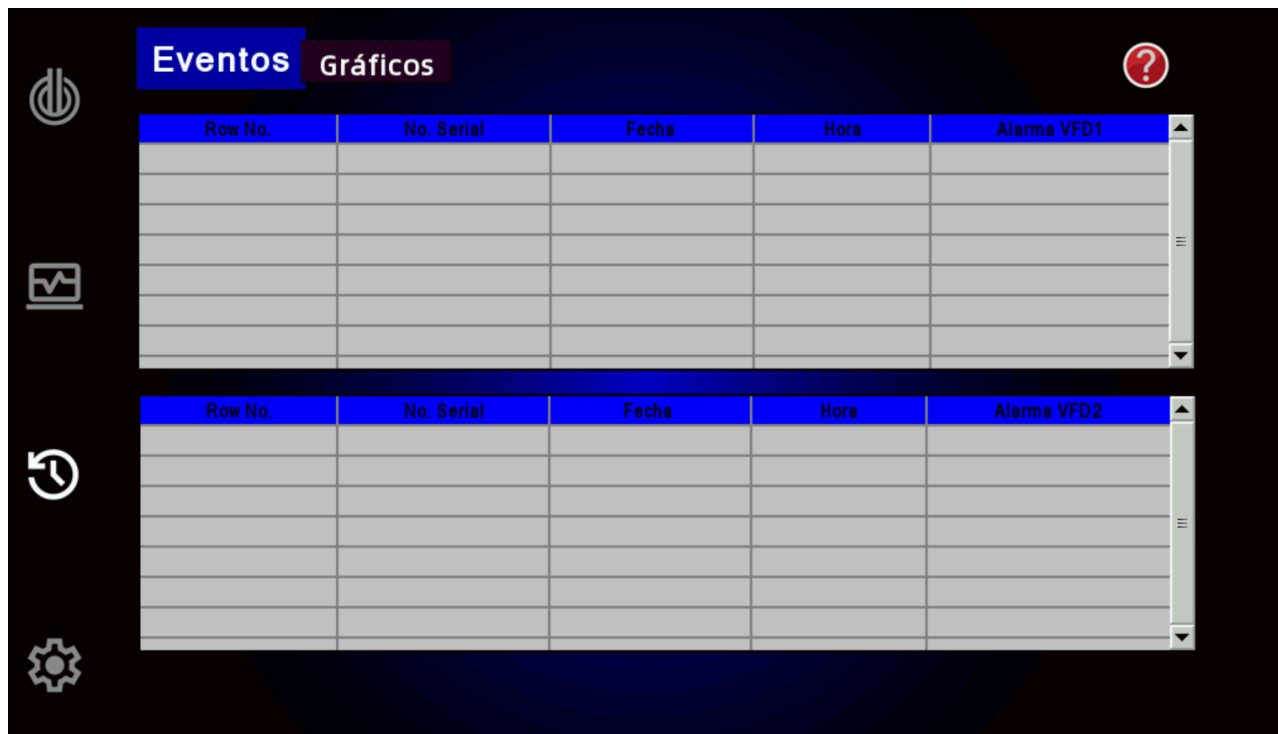 Eventos Gráficos
Row No. No. Serial Fecha Hora Alarma VFD1
Row No. No. Serial Fecha Hora Alarma VFD2